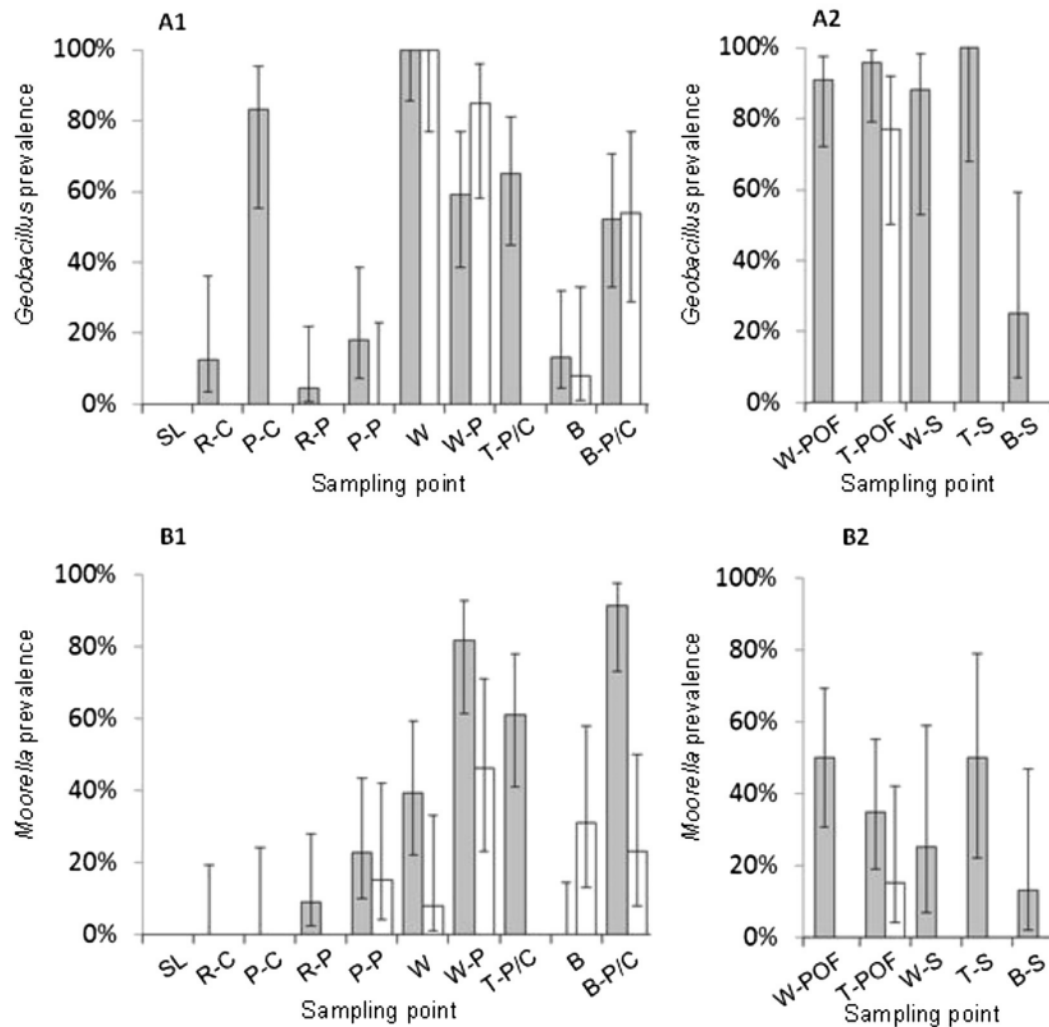 A1
Geobacillus prevalence
100%
80%
60%
40%
20%
0%
SL R-C P-C R-P P-P W W-P T-P/C B B-P/C
Sampling point
A2
Geobacillus prevalence
100%
80%
60%
40%
20%
0%
W-POF T-POF W-S T-S B-S
Sampling point
B1
Moorella prevalence
100%
80%
60%
40%
20%
0%
SL R-C P-C R-P P-P W W-P T-P/C B B-P/C
Sampling point
B2
Moorella prevalence
100%
80%
60%
40%
20%
0%
W-POF T-POF W-S T-S B-S
Sampling point